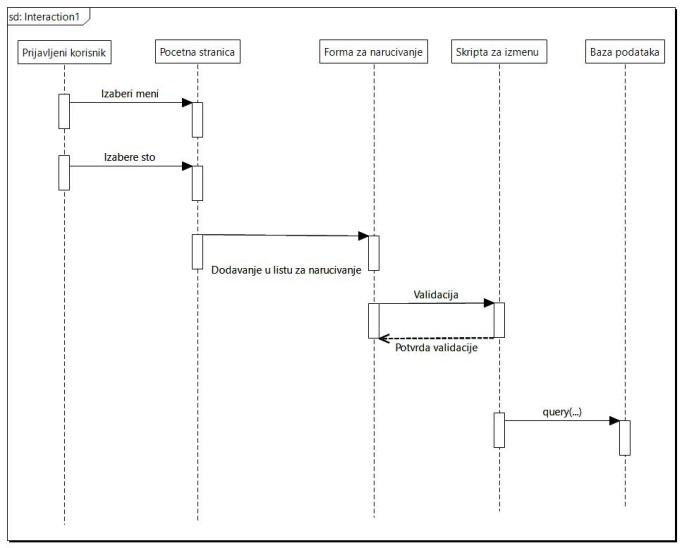 sd: Interaction1
Prijavljeni korisnik
Pocetna stranica
Forma za narucivanje
Skripta za izmenu
Baza podataka
Izaberi meni
Izabere sto
Dodavanje u listu za narucivanje
Validacija
Potvrda validacije
query(...)